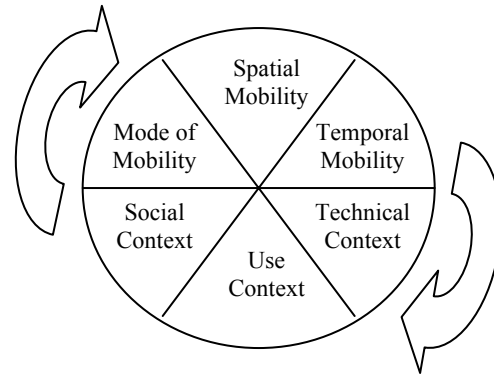 Spatial
Mobility
Mode of
Mobility
Temporal
Mobility
Social
Context
Technical
Context
Use
Context